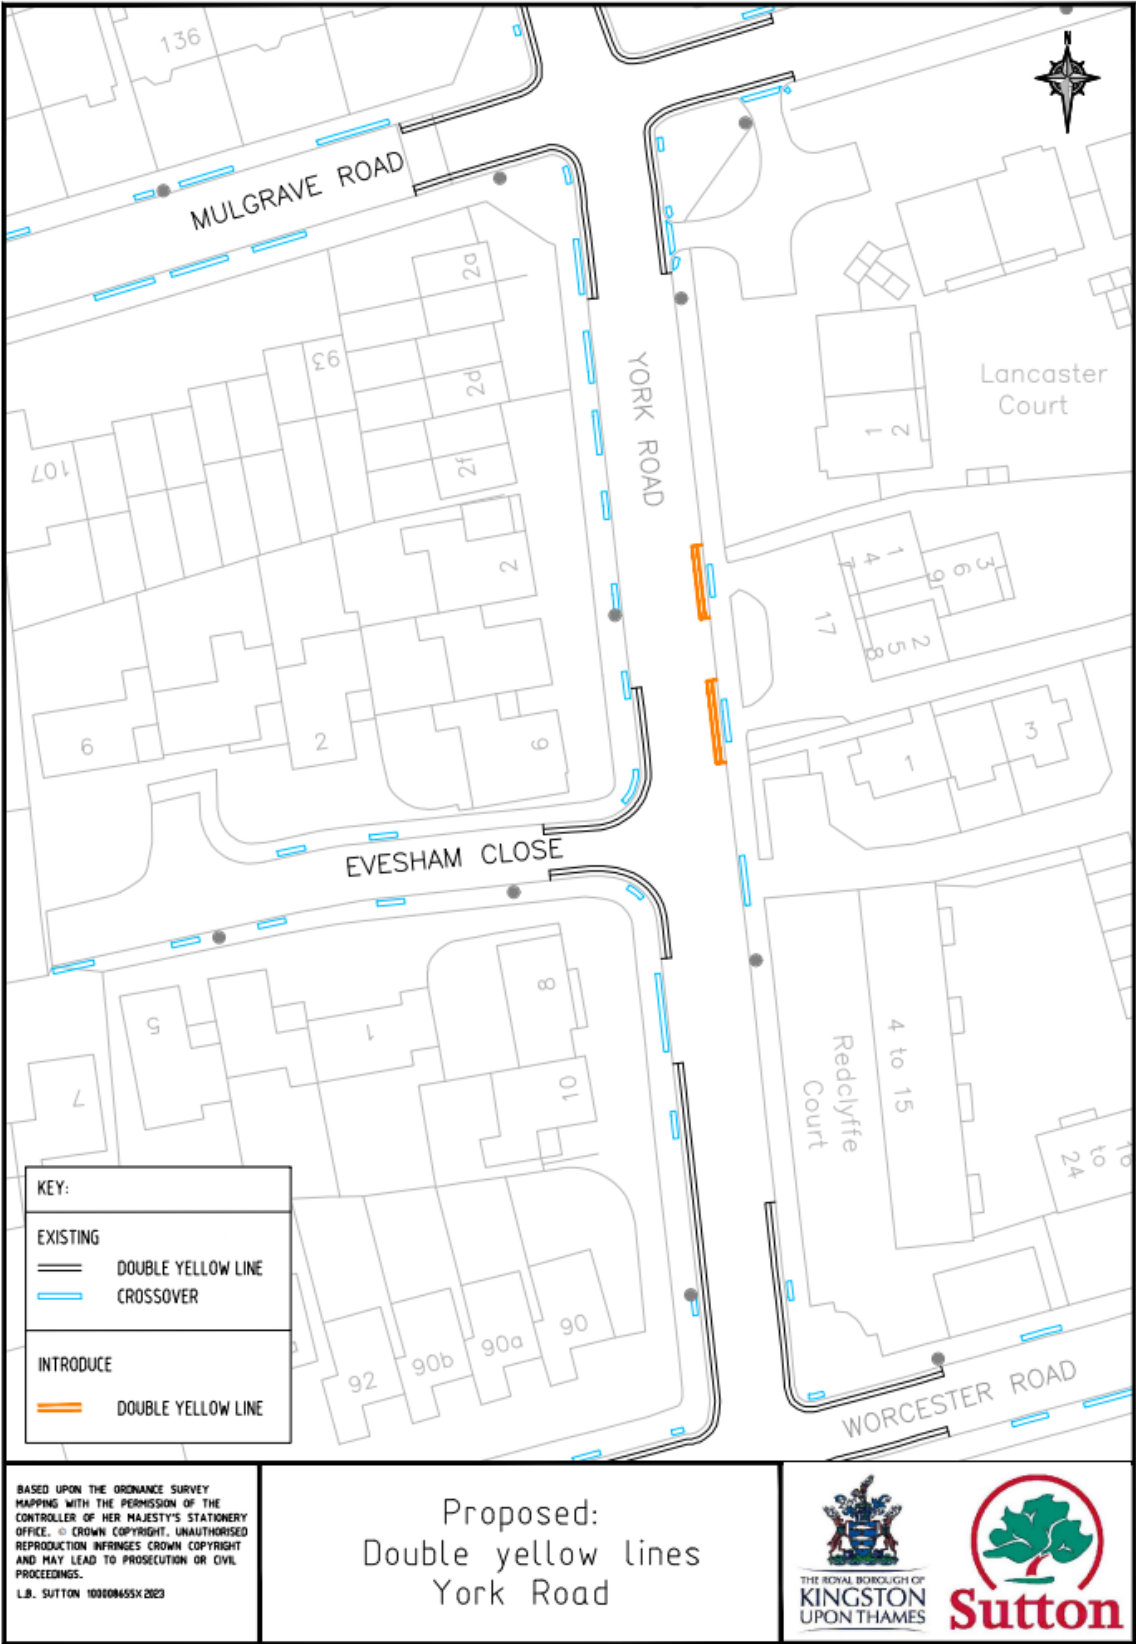 136
N
MULGRAVE ROAD
2a
93
2d
YORK ROAD
Lancaster
Court
1
2
107
2f
2
1
4
7
3
6
9
17
2
5
8
6
2
9
1
3
EVESHAM CLOSE
8
5
1
4 to 15
Redclyffe
Court
10
7
24
to
KEY:
EXISTING
DOUBLE YELLOW LINE
CROSSOVER
INTRODUCE
DOUBLE YELLOW LINE
92
90b
90a
90
WORCESTER ROAD
BASED UPON THE ORDNANCE SURVEY
MAPPING WITH THE PERMISSION OF THE
CONTROLLER OF HER MAJESTY'S STATIONERY
OFFICE. © CROWN COPYRIGHT. UNAUTHORISED
REPRODUCTION INFRINGES CROWN COPYRIGHT
AND MAY LEAD TO PROSECUTION OR CIVIL
PROCEEDINGS.
L.B. SUTTON 100008655X 2023
Proposed:
Double yellow lines
York Road
THE ROYAL BOROUGH OF
KINGSTON
UPON THAMES
Sutton